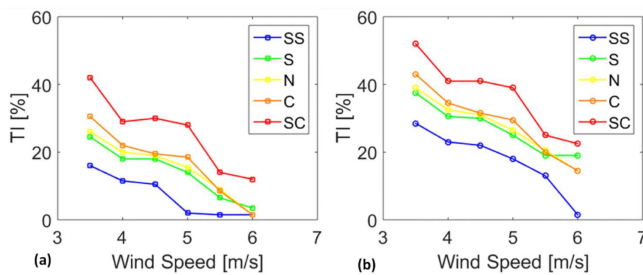 60
40
20
0
TI [%]
SS
S
N
C
SC
3 4 5 6 7
Wind Speed [m/s]
(a)
60
40
20
0
TI [%]
SS
S
N
C
SC
3 4 5 6 7
Wind Speed [m/s]
(b)